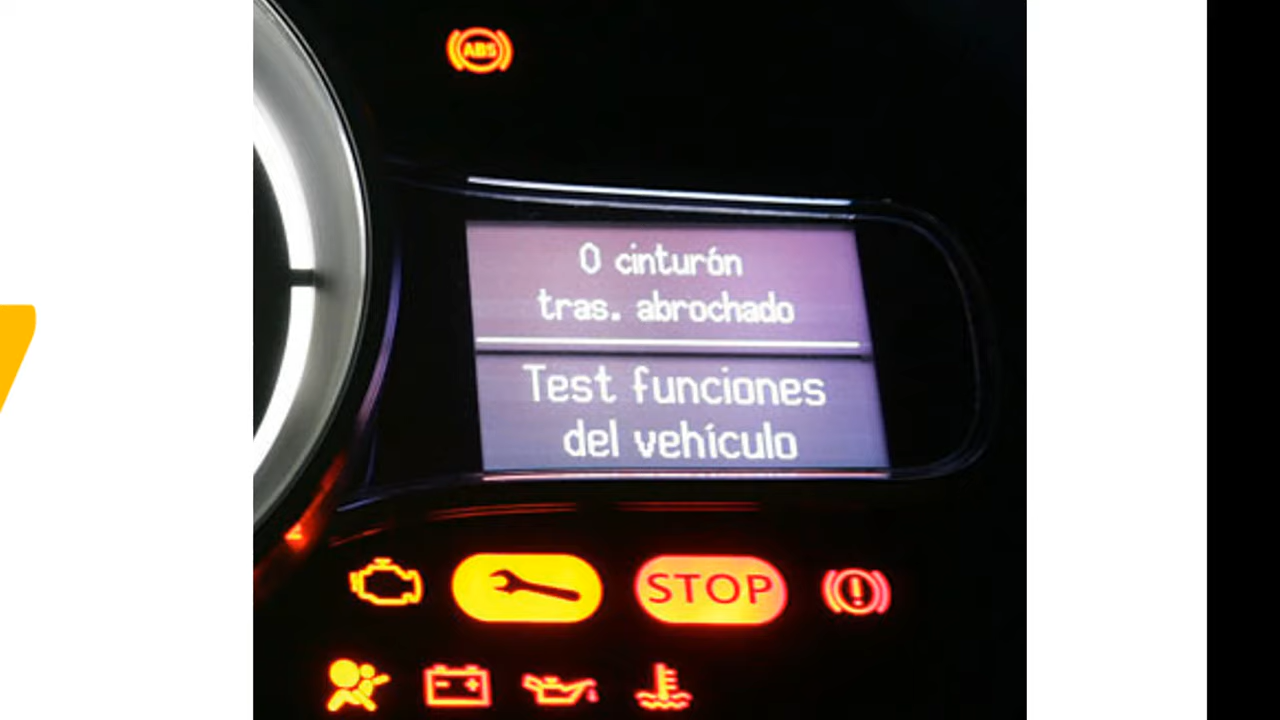 ABS
0 cinturón
tras. abrochado
Test funciones
del vehículo
STOP